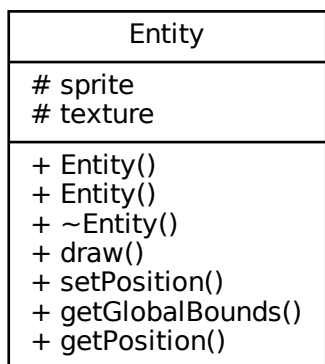 Entity
# sprite
# texture
+ Entity()
+ Entity()
+ ~Entity()
+ draw()
+ setPosition()
+ getGlobalBounds()
+ getPosition()